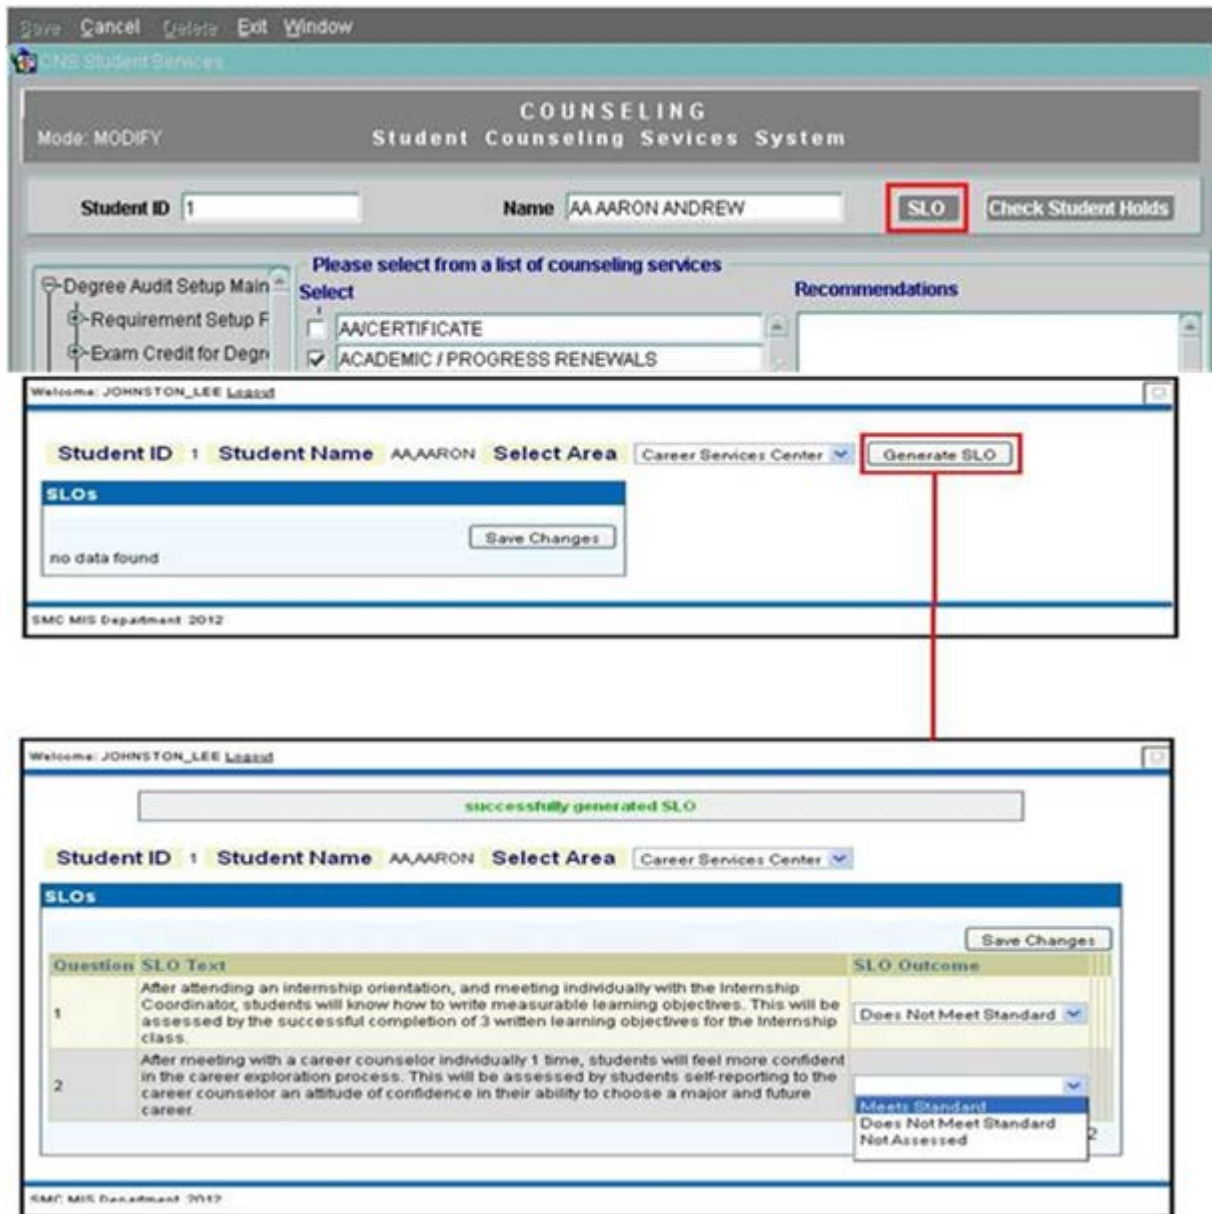 Save Cancel Delete Exit Window
CNS Student Services
COUNSELING
Mode: MODIFY Student Counseling Sevices System
Student ID 1 Name AA AARON ANDREW SLO Check Student Holds
Please select from a list of counseling services
Degree Audit Setup Main Select Recommendations
Requirement Setup F AA/CERTIFICATE
Exam Credit for Degr ACADEMIC / PROGRESS RENEWALS
Welcome: JOHNSTON_LEE Logout
Student ID 1 Student Name AA,AARON Select Area Career Services Center Generate SLO
SLOs
Save Changes
no data found
SMC MIS Department 2012
Welcome: JOHNSTON_LEE Logout
successfully generated SLO
Student ID 1 Student Name AA,AARON Select Area Career Services Center
SLOs
Save Changes
Question SLO Text SLO Outcome
After attending an internship orientation, and meeting individually with the Internship
Coordinator, students will know how to write measurable learning objectives. This will be
1 assessed by the successful completion of 3 written learning objectives for the Internship Does Not Meet Standard
class.
After meeting with a career counselor individually 1 time, students will feel more confident
2 in the career exploration process. This will be assessed by students self-reporting to the
career counselor an attitude of confidence in their ability to choose a major and future
career.
Meets Standard
Does Not Meet Standard
Not Assessed 2
SMC MIS Department 2012